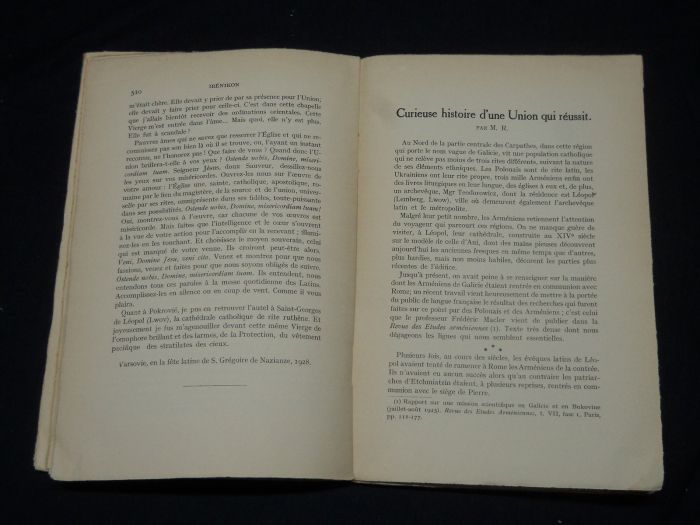 510
IRÉNIKON
m'était chère. Elle devait y prier de par sa présence pour l'Union;
elle devait y faire prier pour celle-ci. C'est dans cette chapelle
que j'allais bientôt recevoir des ordinations orientales. Cette
Vierge m'est entrée dans l'âme... Mais quoi, elle n'y est plus.
Elle fut à scandale!
Pauvres âmes qui ne savez que resserrer l'Église et qui ne re-
connaissez pas son bien là où il se trouve, ou, l'ayant un instant
reconnu, ne l'honorez pas! Que faire de vous? Quand donc l'U-
nion brillera-t-elle à vos yeux? Ostende nobis, Domine, miseri-
cordiam tuam. Seigneur Jésus, doux Sauveur, dessillez-nous
les yeux sur vos miséricordes. Ouvrez-les nous sur l'œuvre de
votre amour: l'Église une, sainte, catholique, apostolique,
par le lien du magistère, de la source et de l'union, univer-
selle par ses rites, omniprésente dans ses fidèles, toute-puissante
dans ses possibilités. Ostende nobis, Domine, misericordiam tuam!
Oui, montrez-vous à l'œuvre, car chacune de vos œuvres est
miséricorde. Mais faites que l'intelligence et le cœur s'ouvrent
à la vue de votre action pour l'accomplir en la recevant; illumi-
nez-les en les touchant. Et choisissez le moyen souverain, celui
qui est marqué de votre venue. Ils croient peut-être à vous.
Veni, Domine Jesu, veni cito. Venez et montrez-nous pour que nous
fassions, venez et faites pour que nous soyons obligés de suivre.
Ostende nobis, Domine, misericordiam tuam. Ils entendent, nous
entendons tous ces paroles à la messe quotidienne des Latins.
Accomplissez-les en silence ou en coup de vent. Comme il vous
plaira.
Quant à Pokrovié, je pus en retrouver l'autel à Saint-Georges
de Léopol (Lwow), la cathédrale catholique de rite ruthène. Et
joyeusement je fus m'agenouiller devant cette même Vierge de
l'omophore brillant et des larmes, de la Protection, du vêtement
pacifique des stratilates des cieux.
Varsovie, en la fête latine de S. Grégoire de Nazianze, 1928.
Curieuse histoire d'une Union qui réussit.
PAR M. R.
Au Nord de la partie centrale des Carpathes, dans cette région
qui porte le nom vague de Galicie, vit une population catholique
qui ne relève pas moins de trois rites différents, suivant la nature
de ses éléments ethniques. Les Polonais sont de rite latin, les
Ukrainiens ont leur rite propre, trois mille Arméniens enfin ont
des livres liturgiques en leur langue, des églises à eux et, de plus,
un archevêque, Mgr Teodorowicz, dont la résidence est Léopol
(Lemberg, Lwow), ville où demeurent également l'archevêque
latin et le métropolite.
Malgré leur petit nombre, les Arméniens retiennent l'attention
du voyageur qui parcourt ces régions. On ne manque guère de
visiter, à Léopol, leur cathédrale, construite au XIVe siècle
sur le modèle de celle d'Ani, dont des mains pieuses découvrent
aujourd'hui les anciennes fresques en même temps que d'autres,
plus hardies, mais non moins habiles, décorent les parties plus
récentes de l'édifice.
Jusqu'à présent, on avait peine à se renseigner sur la manière
dont les Arméniens de Galicie étaient rentrés en communion avec
Rome; un récent travail vient heureusement de mettre à la portée
du public de langue française le résultat des recherches qui furent
faites sur ce point par des Polonais et des Arméniens; c'est celui
que le professeur Frédéric Macler vient de publier dans la
Revue des Etudes arméniennes (1). Texte très dense dont nous
dégageons les lignes qui nous semblent essentielles.
* * *
Plusieurs fois, au cours des siècles, les évêques latins de Léo-
pol avaient tenté de ramener à Rome les Arméniens de la contrée.
Ils n'avaient eu aucun succès alors qu'au contraire les patriar-
ches d'Etchmintzin étaient, à plusieurs reprises, rentrés en com-
munion avec le siège de Pierre.
(1) Rapport sur une mission scientifique en Galicie et en Bukovine
(juillet-août 1925). Revue des Etudes Arméniennes, t. VII, fasc 1, Paris,
pp. 111-177.